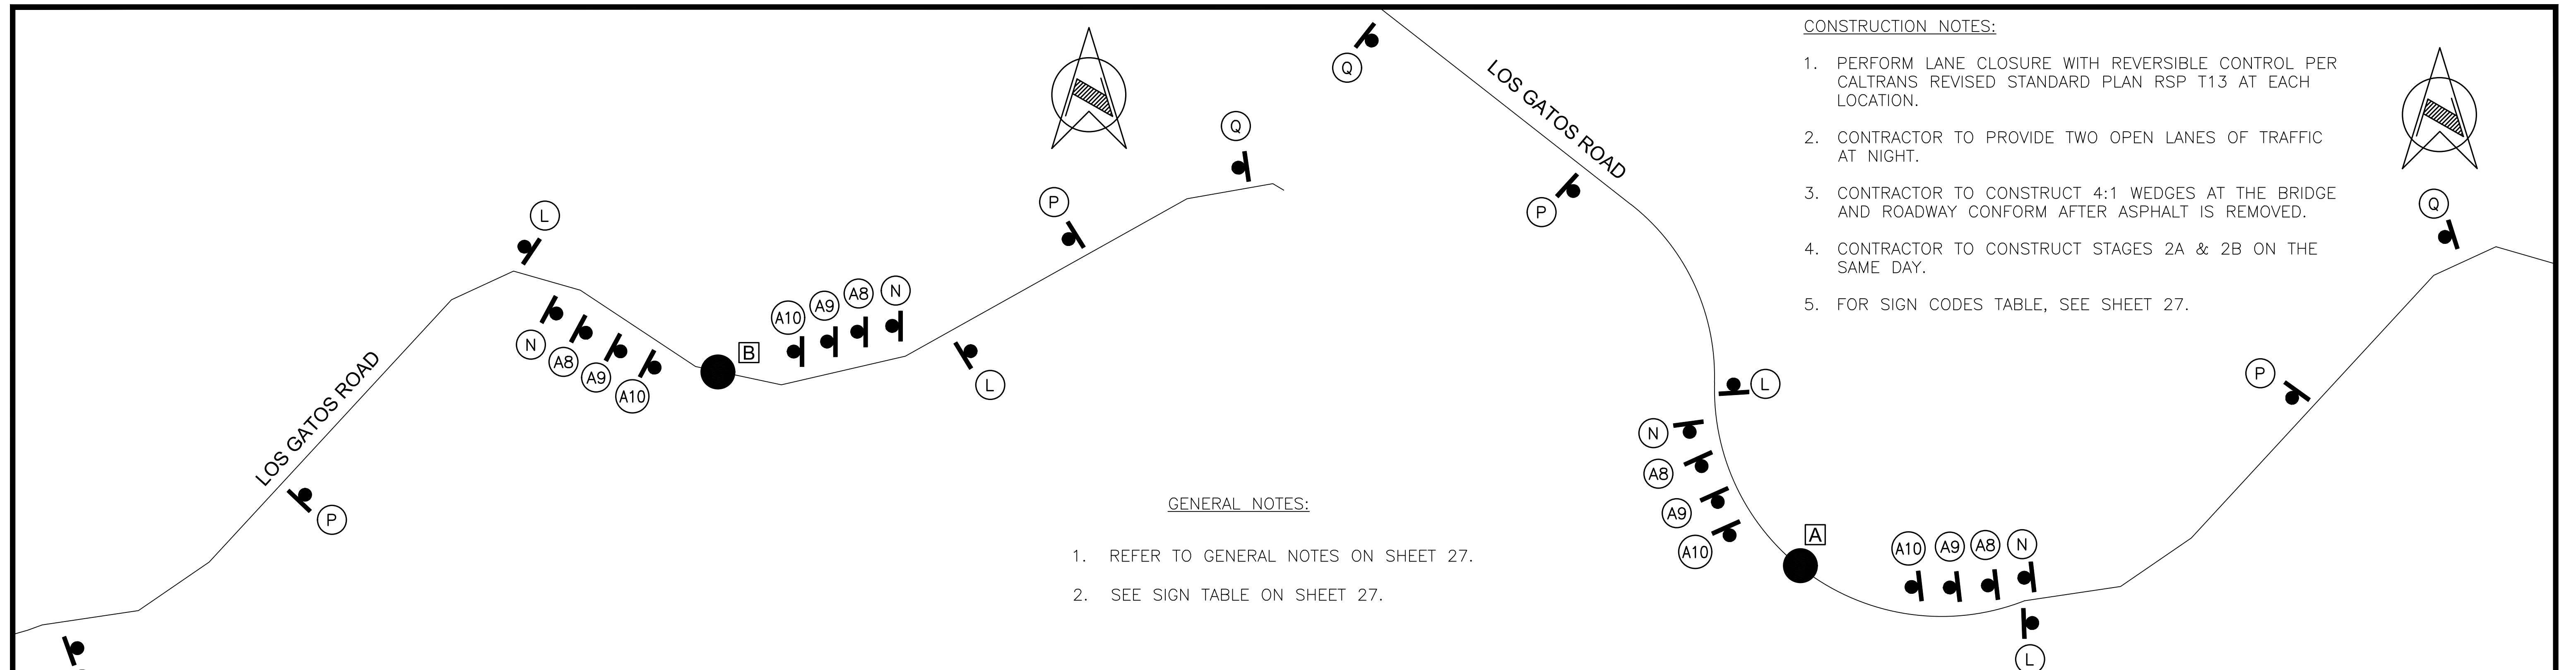 CONSTRUCTION NOTES:
1. PERFORM LANE CLOSURE WITH REVERSIBLE CONTROL PER
CALTRANS REVISED STANDARD PLAN RSP T13 AT EACH
LOCATION.
2. CONTRACTOR TO PROVIDE TWO OPEN LANES OF TRAFFIC
AT NIGHT.
3. CONTRACTOR TO CONSTRUCT 4:1 WEDGES AT THE BRIDGE
AND ROADWAY CONFORM AFTER ASPHALT IS REMOVED.
4. CONTRACTOR TO CONSTRUCT STAGES 2A & 2B ON THE
SAME DAY.
5. FOR SIGN CODES TABLE, SEE SHEET 27.
Q
P
L
A10
A9
A8
N
B
L
N
A8
A9
A10
LOS GATOS ROAD
P
Q
LOS GATOS ROAD
P
L
N
A8
A9
A10
A
A10
A9
A8
N
L
P
Q
GENERAL NOTES:
1. REFER TO GENERAL NOTES ON SHEET 27.
2. SEE SIGN TABLE ON SHEET 27.